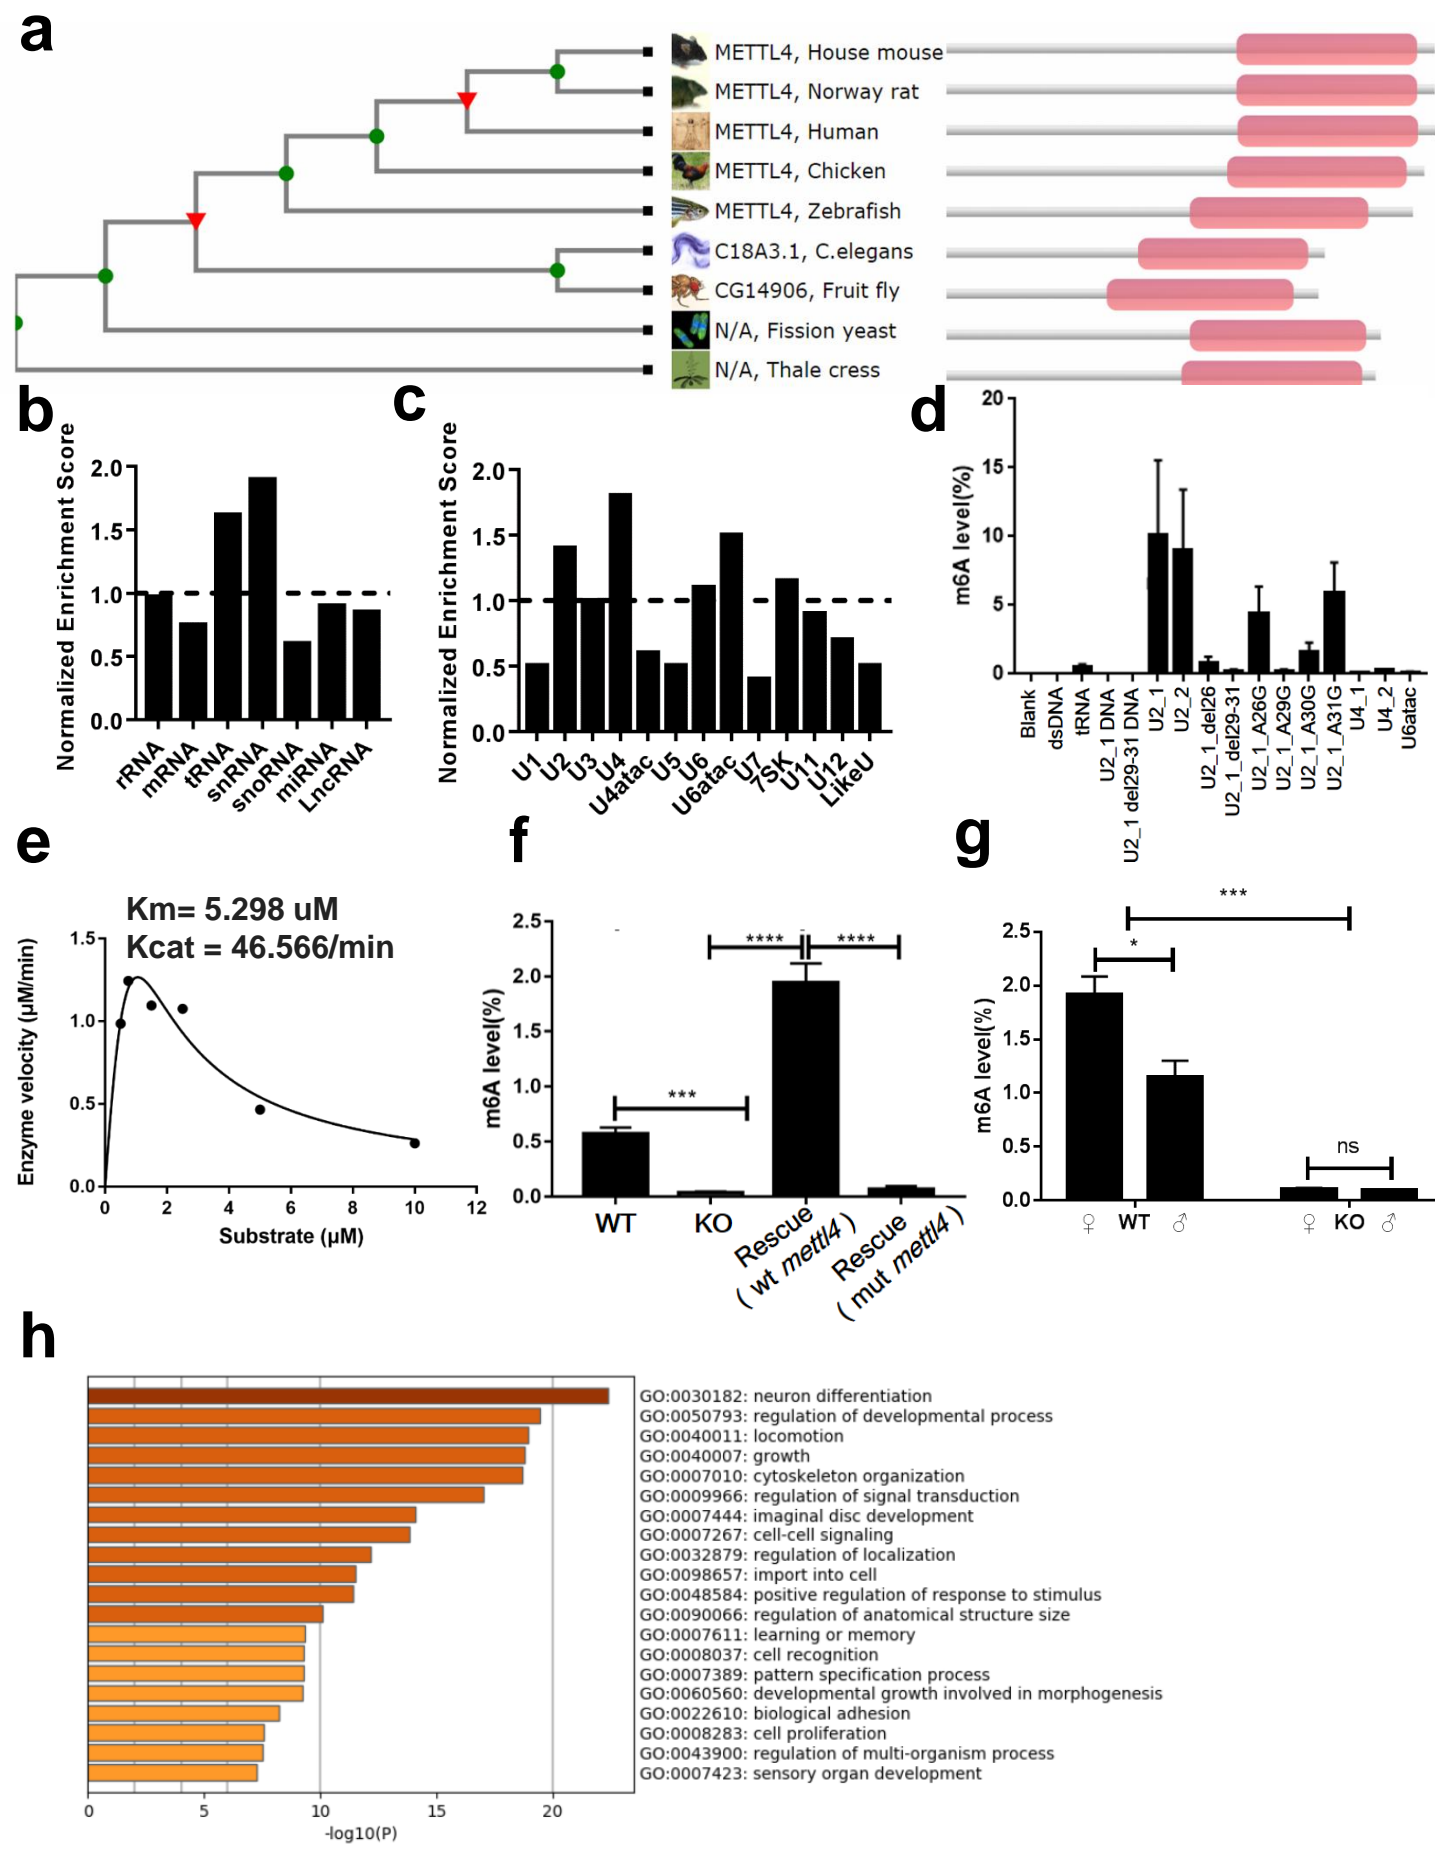 a
METTL4, House mouse
METTL4, Norway rat
METTL4, Human
METTL4, Chicken
METTL4, Zebrafish
C18A3.1, C.elegans
CG14906, Fruit fly
N/A, Fission yeast
N/A, Thale cress
b
Normalized Enrichment Score
2.0
1.5
1.0
0.5
0.0
rRNA
mRNA
tRNA
snRNA
snoRNA
miRNA
LncRNA
c
Normalized Enrichment Score
2.0
1.5
1.0
0.5
0.0
U1
U2
U3
U4
U4atac
U5
U6
U6atac
U7
7SK
U11
U12
LikeU
d
m6A level(%)
20
15
10
5
0
Blank
dsDNA
tRNA
U2_1 DNA
U2_1 del29-31 DNA
U2_1
U2_2
U2_1_del26
U2_1_del29-31
U2_1_A26G
U2_1_A29G
U2_1_A30G
U2_1_A31G
U4_1
U4_2
U6atac
e
Km= 5.298 uM
Kcat = 46.566/min
Enzyme velocity (µM/min)
1.5
1.0
0.5
0.0
0 2 4 6 8 10 12
Substrate (µM)
f
m6A level(%)
2.5
2.0
1.5
1.0
0.5
0.0
***
****
****
WT
KO
Rescue
( wt mettl4 )
Rescue
( mut mettl4 )
g
m6A level(%)
2.5
2.0
1.5
1.0
0.5
0.0
***
*
ns
♀ WT ♂
♀ KO ♂
h
GO:0030182: neuron differentiation
GO:0050793: regulation of developmental process
GO:0040011: locomotion
GO:0040007: growth
GO:0007010: cytoskeleton organization
GO:0009966: regulation of signal transduction
GO:0007444: imaginal disc development
GO:0007267: cell-cell signaling
GO:0032879: regulation of localization
GO:0098657: import into cell
GO:0048584: positive regulation of response to stimulus
GO:0090066: regulation of anatomical structure size
GO:0007611: learning or memory
GO:0008037: cell recognition
GO:0007389: pattern specification process
GO:0060560: developmental growth involved in morphogenesis
GO:0022610: biological adhesion
GO:0008283: cell proliferation
GO:0043900: regulation of multi-organism process
GO:0007423: sensory organ development
0 5 10 15 20
-log10(P)